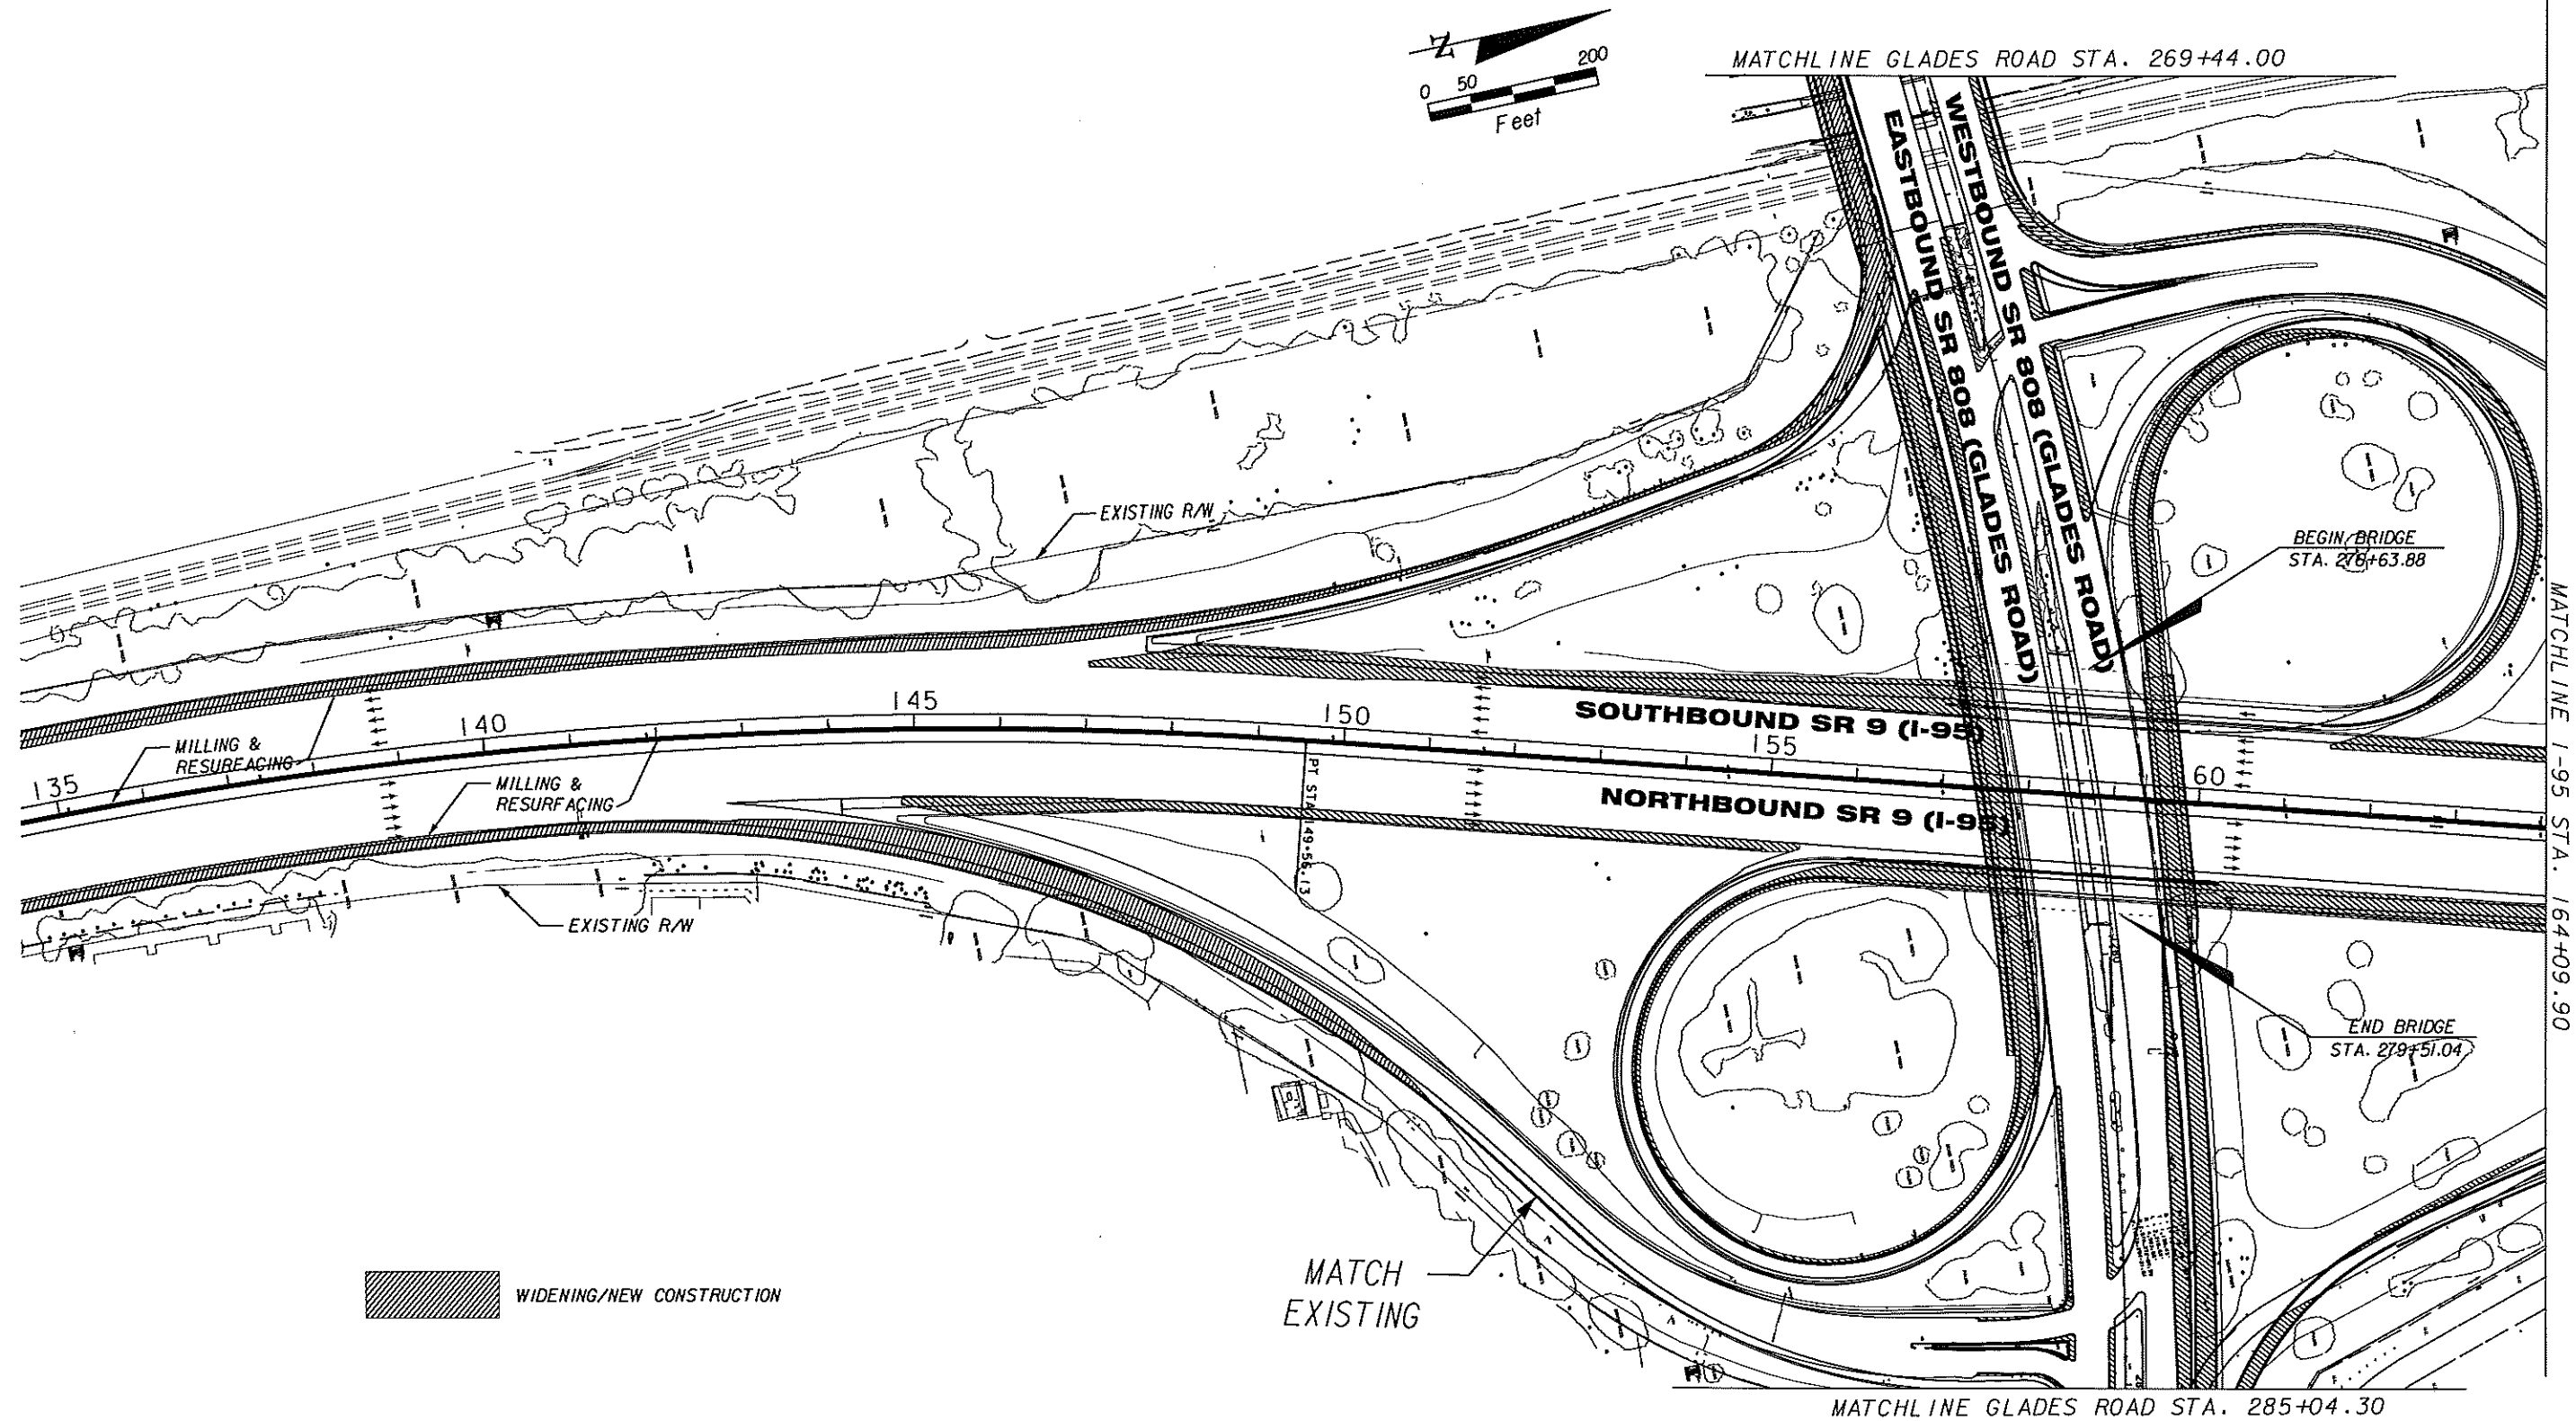 MATCHLINE GLADES ROAD STA. 269+44.00
Z
0 50 200
Feet
EASTBOUND SR 808 (GLADES ROAD)
WESTBOUND SR 808 (GLADES ROAD)
EXISTING R/W
BEGIN BRIDGE
STA. 278+63.88
MATCHLINE I-95 STA. 164+09.90
SOUTHBOUND SR 9 (I-95)
135
140
145
150
155
60
MILLING &
RESURFACING
MILLING &
RESURFACING
PT STA. 149+56.13
NORTHBOUND SR 9 (I-95)
EXISTING R/W
END BRIDGE
STA. 279+51.04
MATCH
EXISTING
WIDENING/NEW CONSTRUCTION
MATCHLINE GLADES ROAD STA. 285+04.30